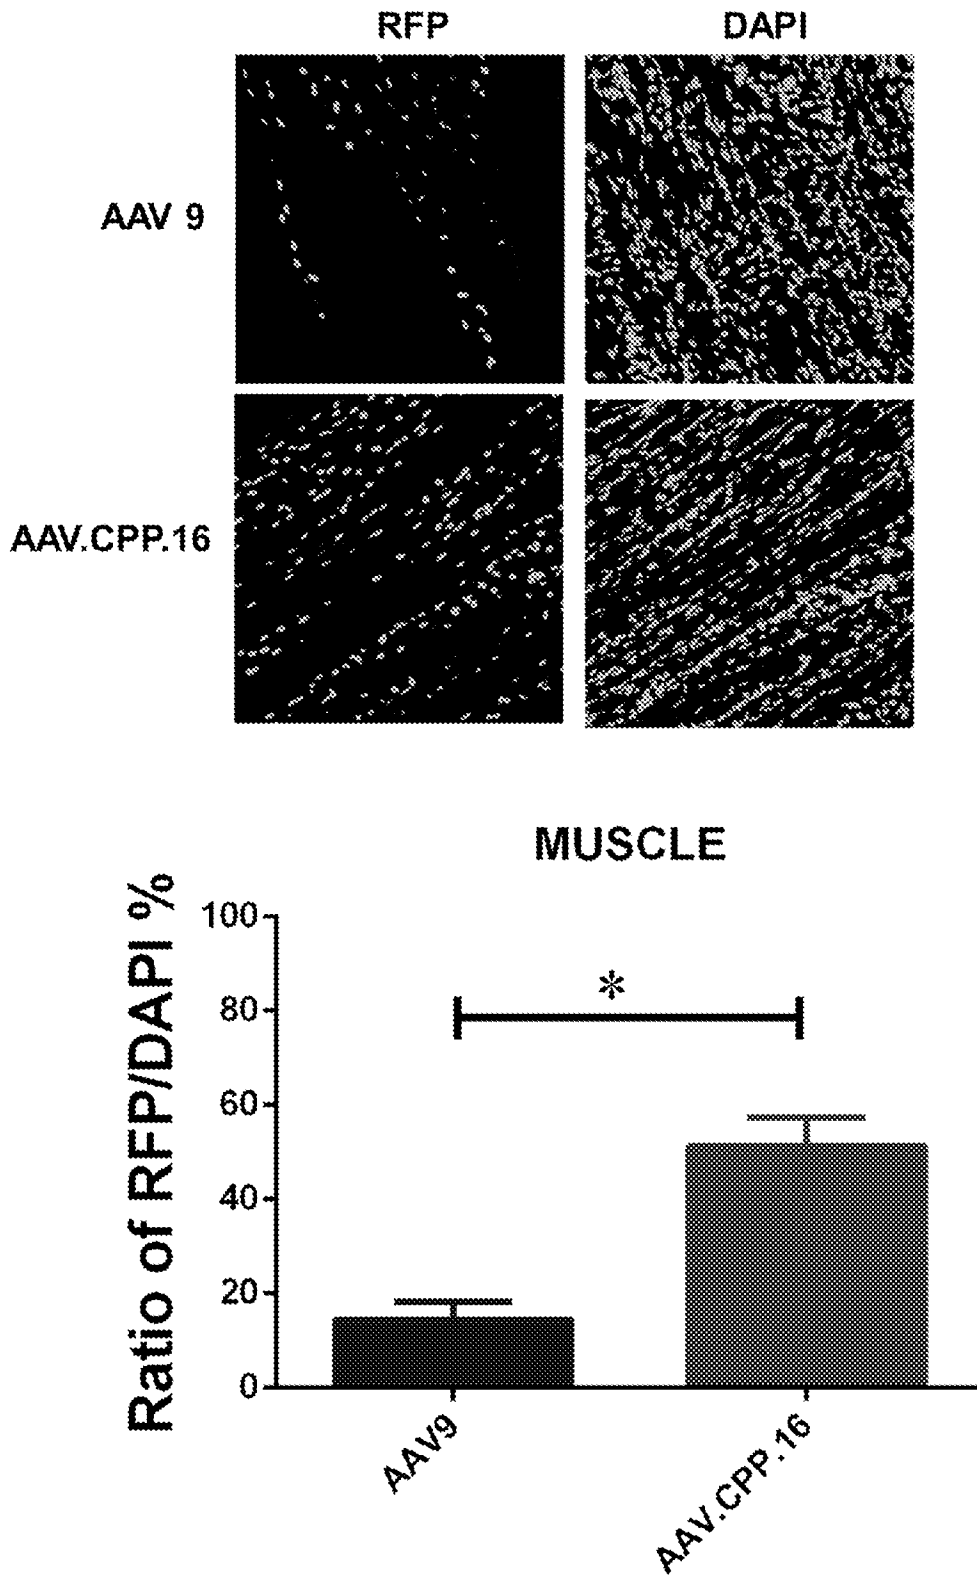 RFP DAPI
AAV 9
AAV.CPP.16
MUSCLE
Ratio of RFP/DAPI %
100
80
*
60
40
20
0
AAV9
AAV.CPP.16